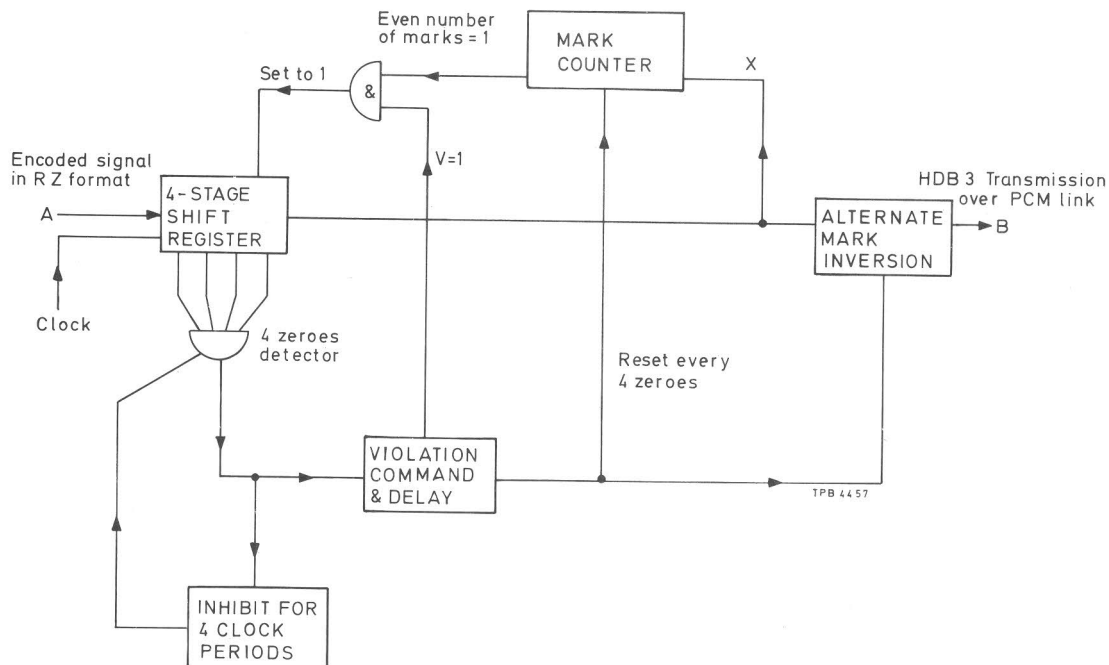 Even number
of marks = 1
MARK
COUNTER
X
Set to 1
&
V=1
Encoded signal
in RZ format
A
4-STAGE
SHIFT
REGISTER
HDB 3 Transmission
over PCM link
ALTERNATE
MARK
INVERSION
B
Clock
4 zeroes
detector
Reset every
4 zeroes
VIOLATION
COMMAND
& DELAY
TPB 4457
INHIBIT FOR
4 CLOCK
PERIODS